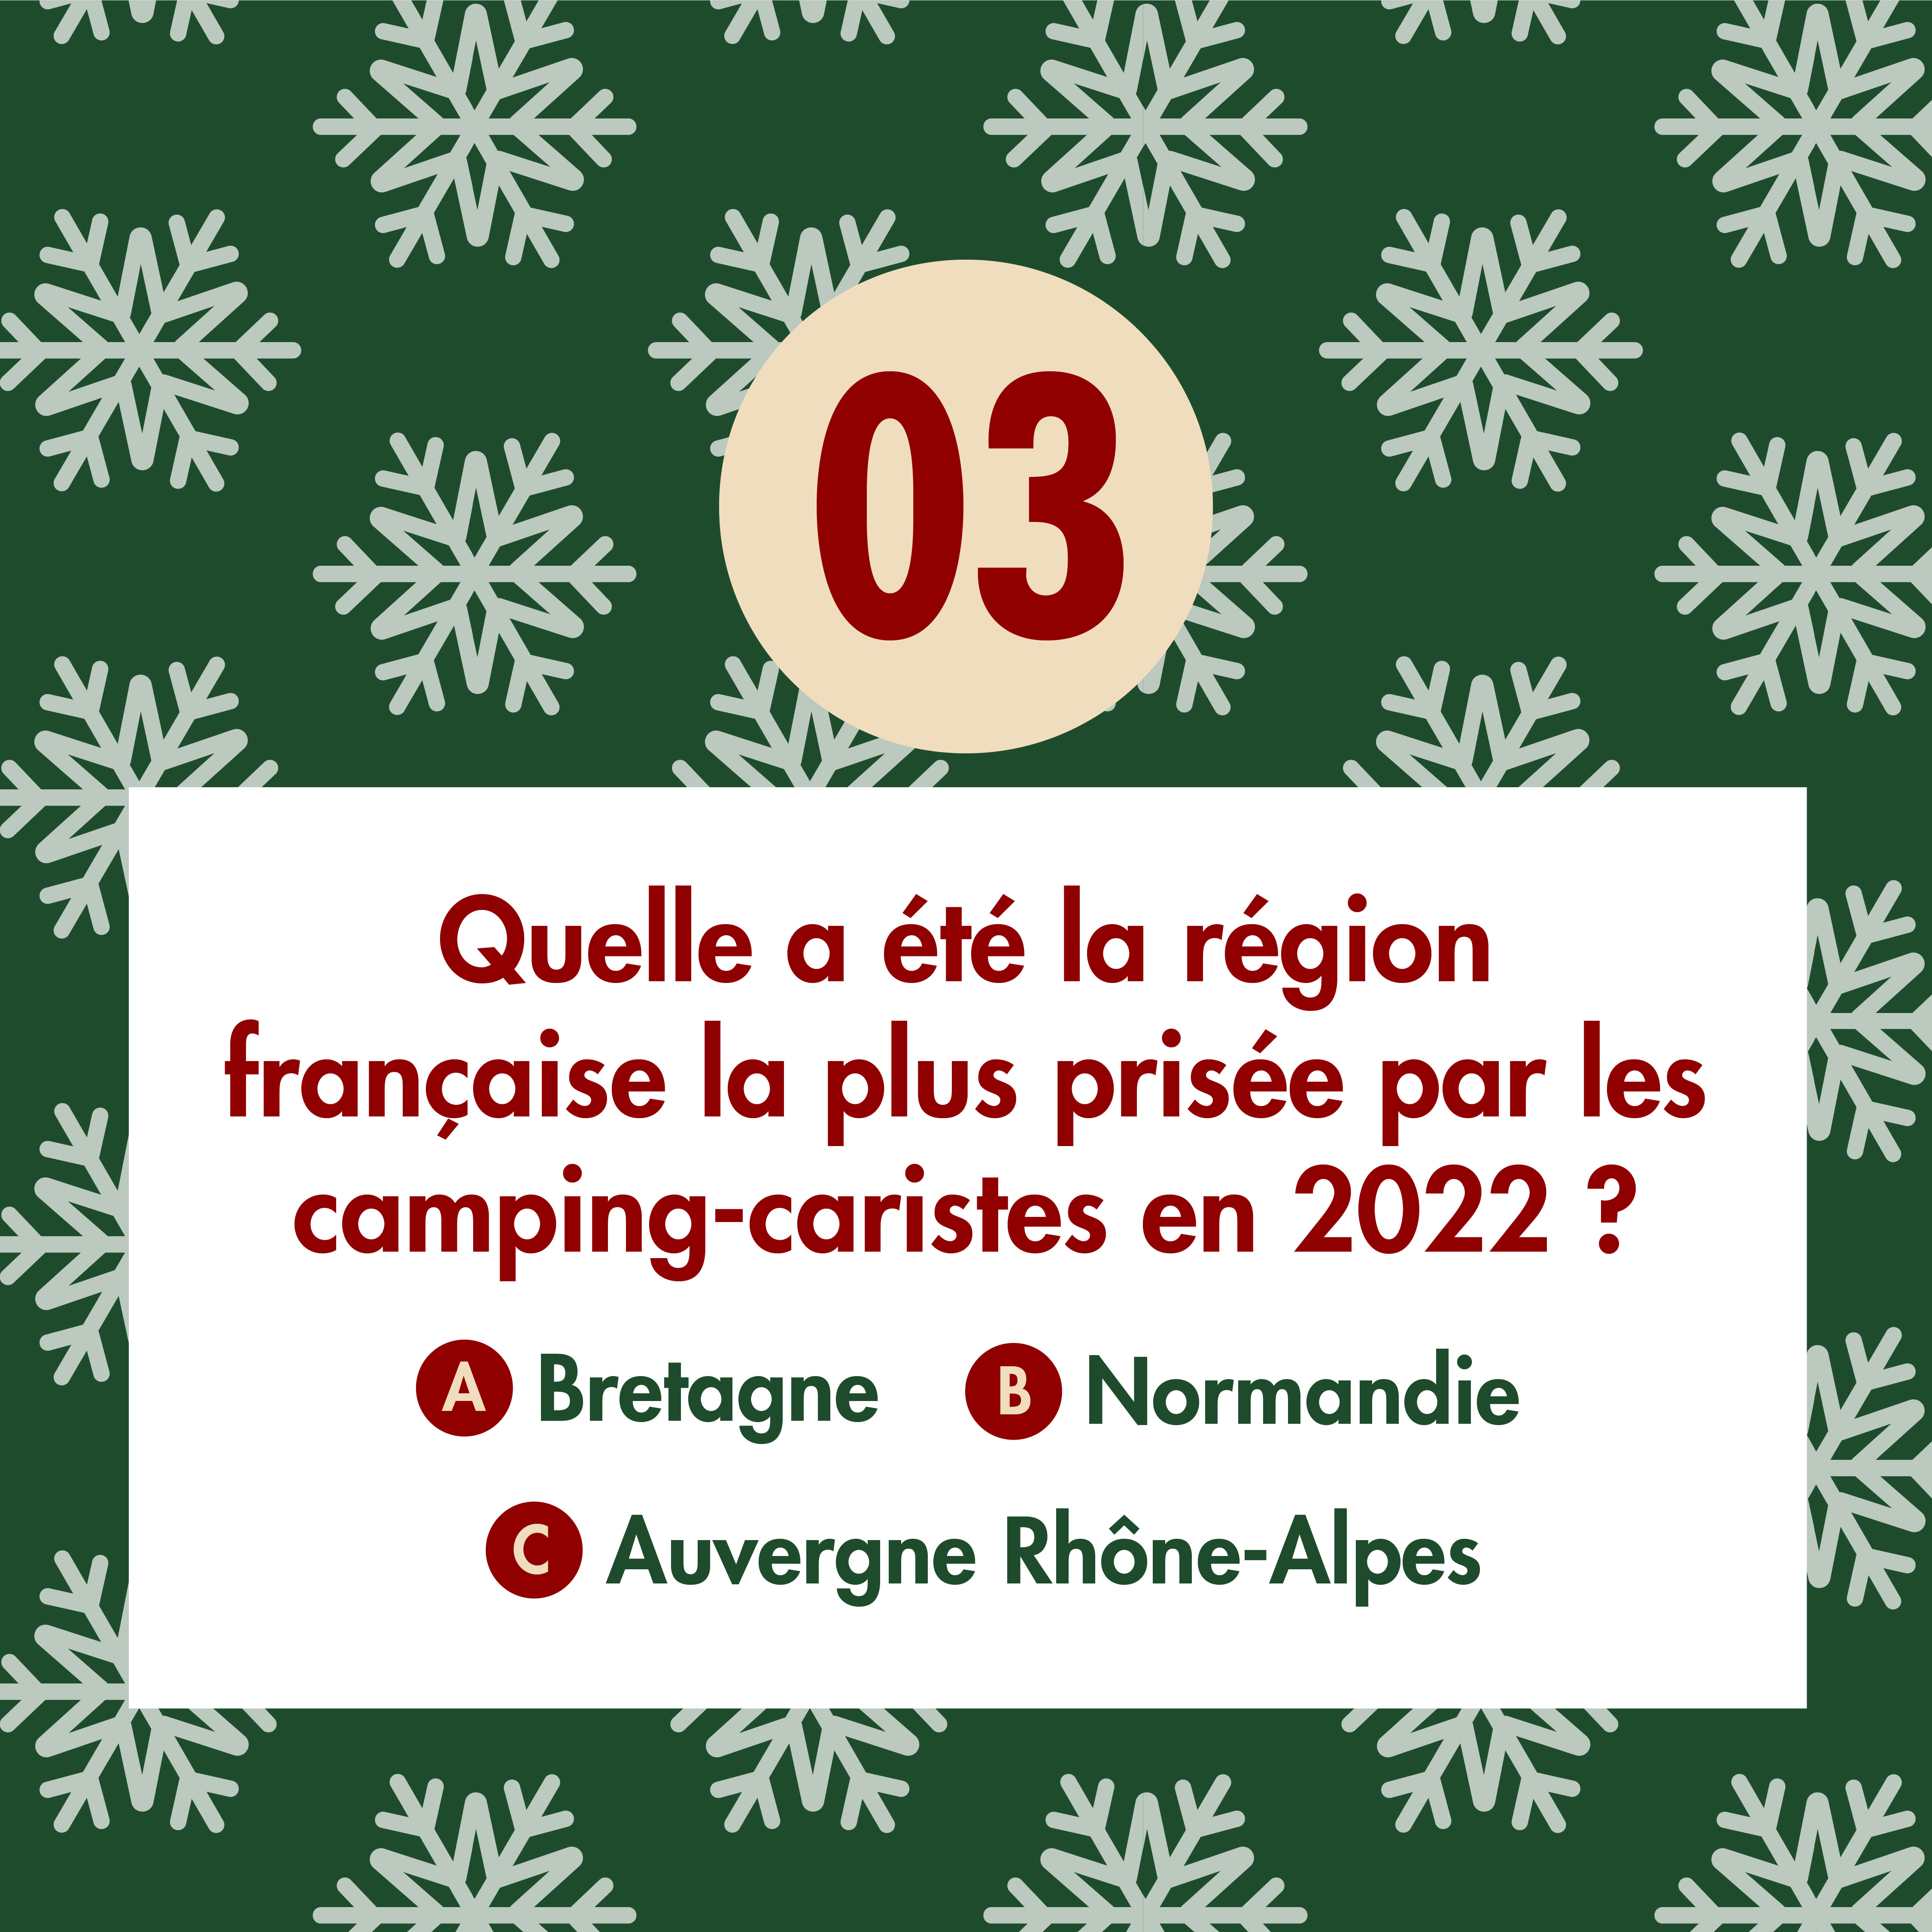 03
Quelle a été la région
française la plus prisée par les
camping-caristes en 2022 ?
A Bretagne B Normandie
C Auvergne Rhône-Alpes